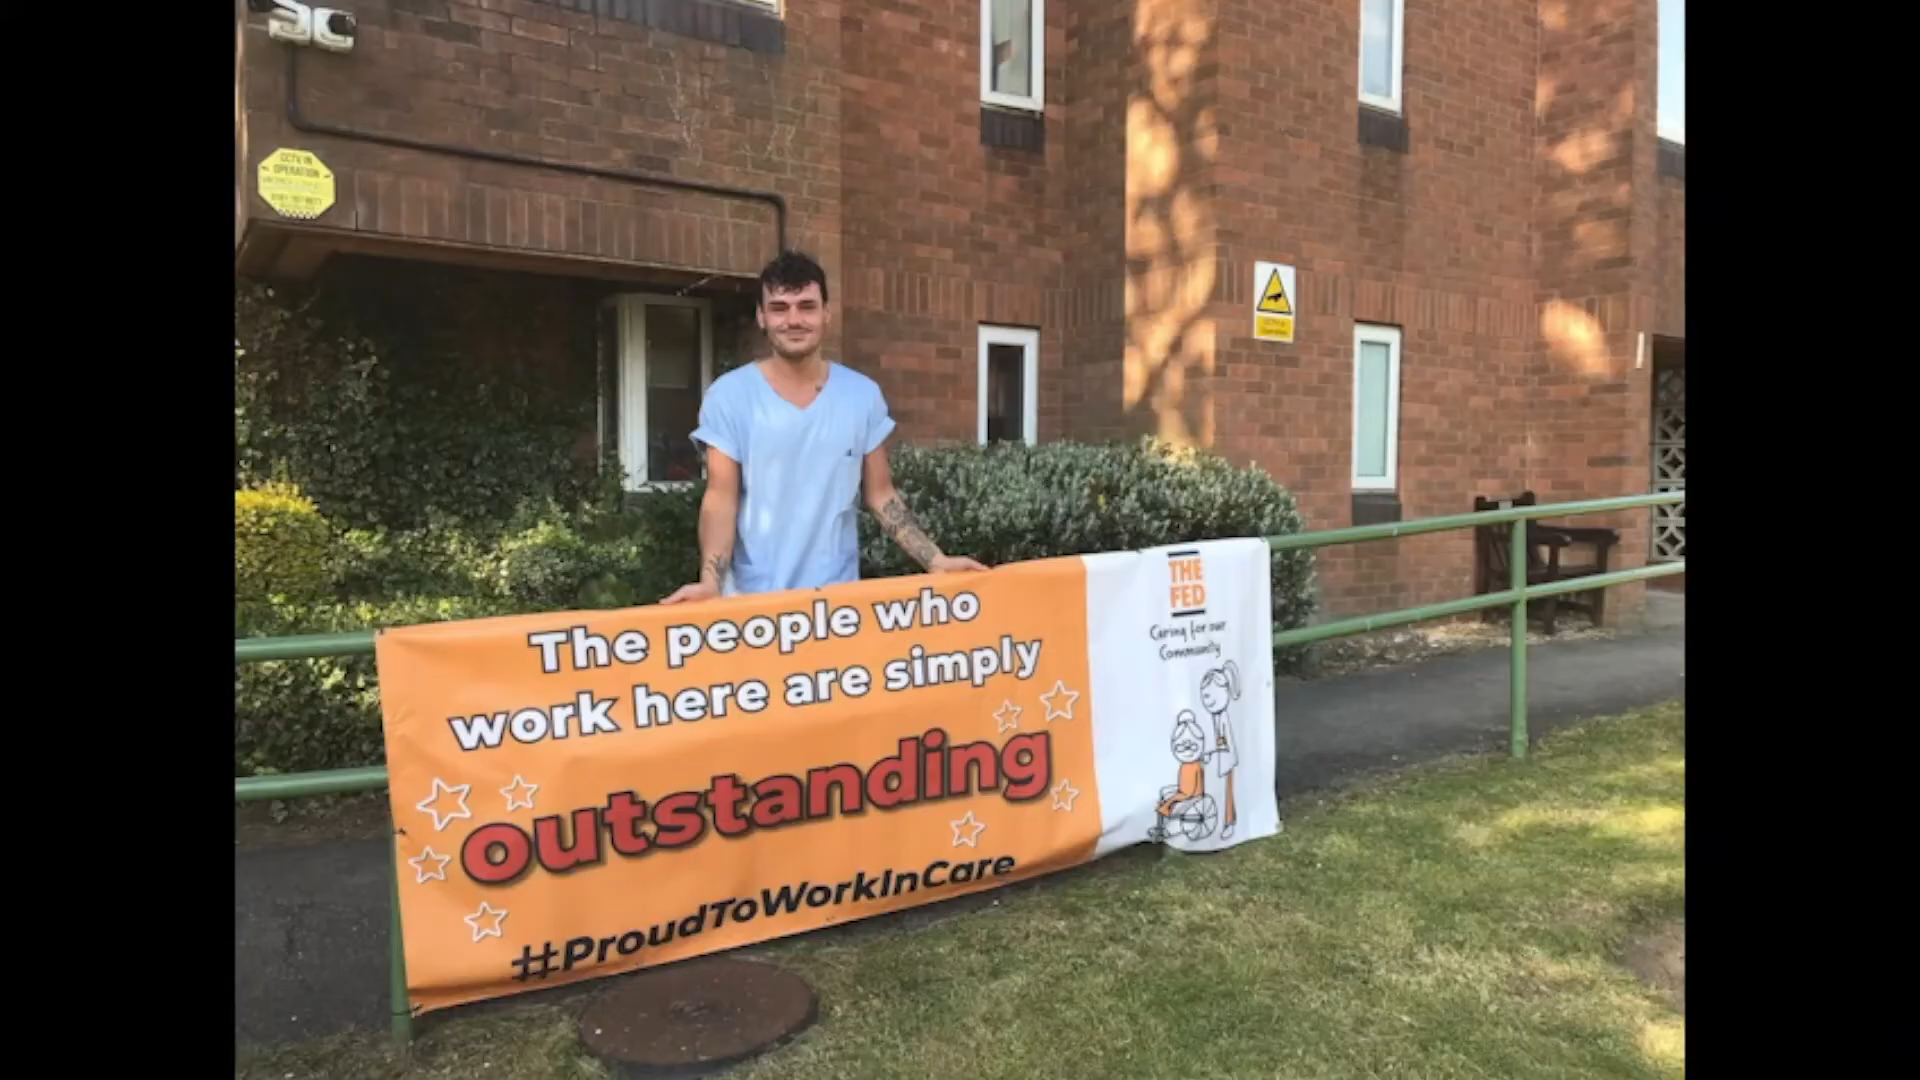 CCTV IN
OPERATION
The people who
work here are simply
outstanding
#ProudToWorkInCare
THE
FED
Caring for our
Community